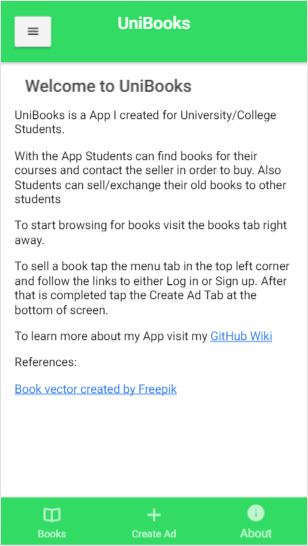 UniBooks
Welcome to UniBooks
UniBooks is a App I created for University/College
Students.
With the App Students can find books for their
courses and contact the seller in order to buy. Also
Students can sell/exchange their old books to other
students
To start browsing for books visit the books tab right
away.
To sell a book tap the menu tab in the top left corner
and follow the links to either Log in or Sign up. After
that is completed tap the Create Ad Tab at the
bottom of screen.
To learn more about my App visit my GitHub Wiki
References:
Book vector created by Freepik
Books Create Ad About